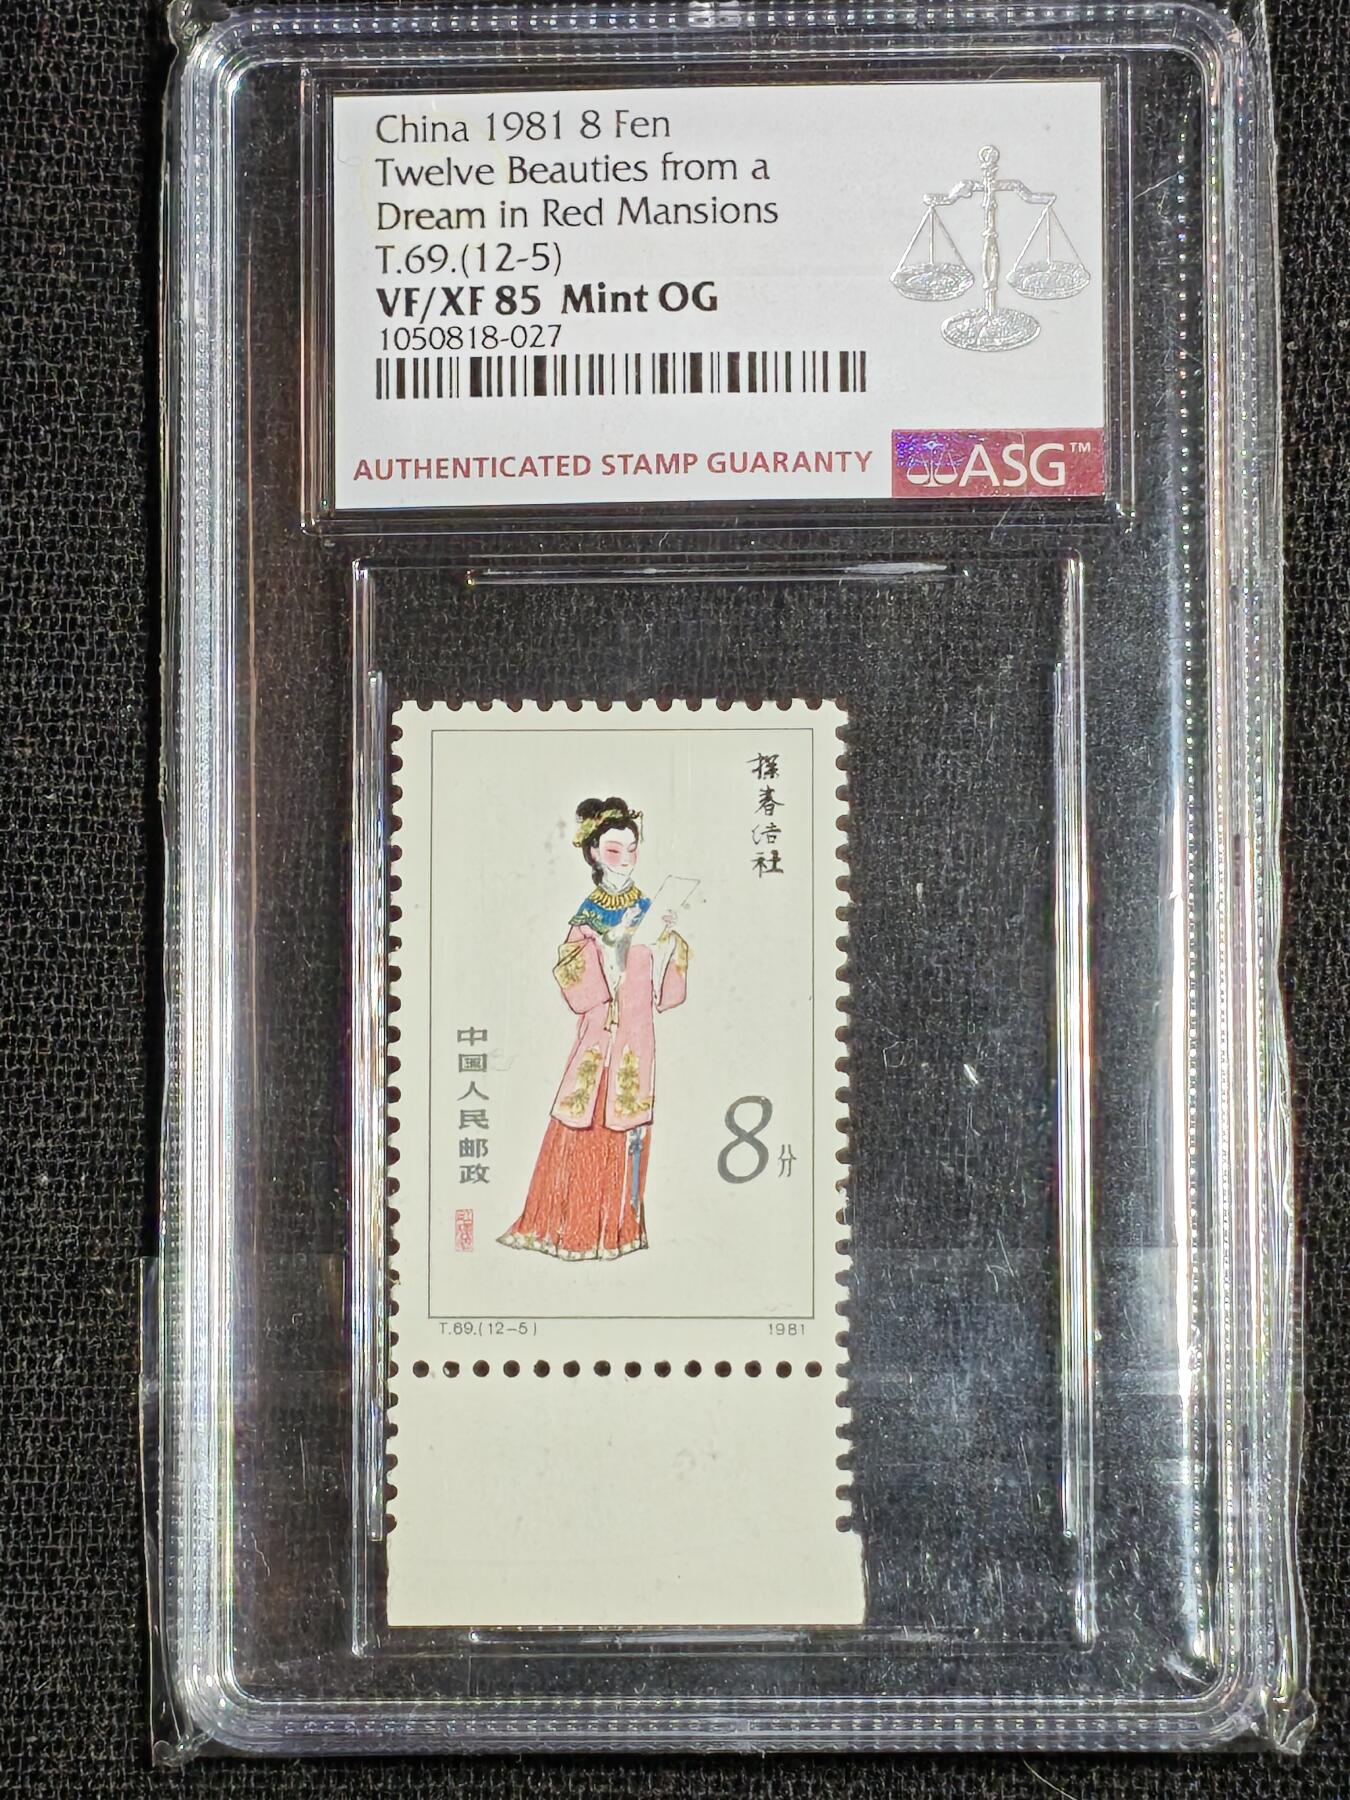 China 1981 8 Fen
Twelve Beauties from a
Dream in Red Mansions
T.69.(12-5)
VF/XF 85 Mint OG
1050818-027
AUTHENTICATED STAMP GUARANTY
ASG™
探春结社
中国人民邮政
8分
T.69.(12-5)
1981